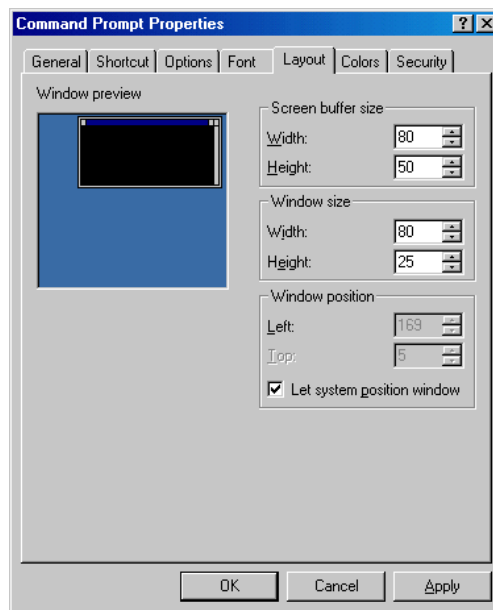 Command Prompt Properties
General Shortcut Options Font Layout Colors Security
Window preview
Screen buffer size
Width: 80
Height: 50
Window size
Width: 80
Height: 25
Window position
Left: 169
Top: 5
Let system position window
OK Cancel Apply